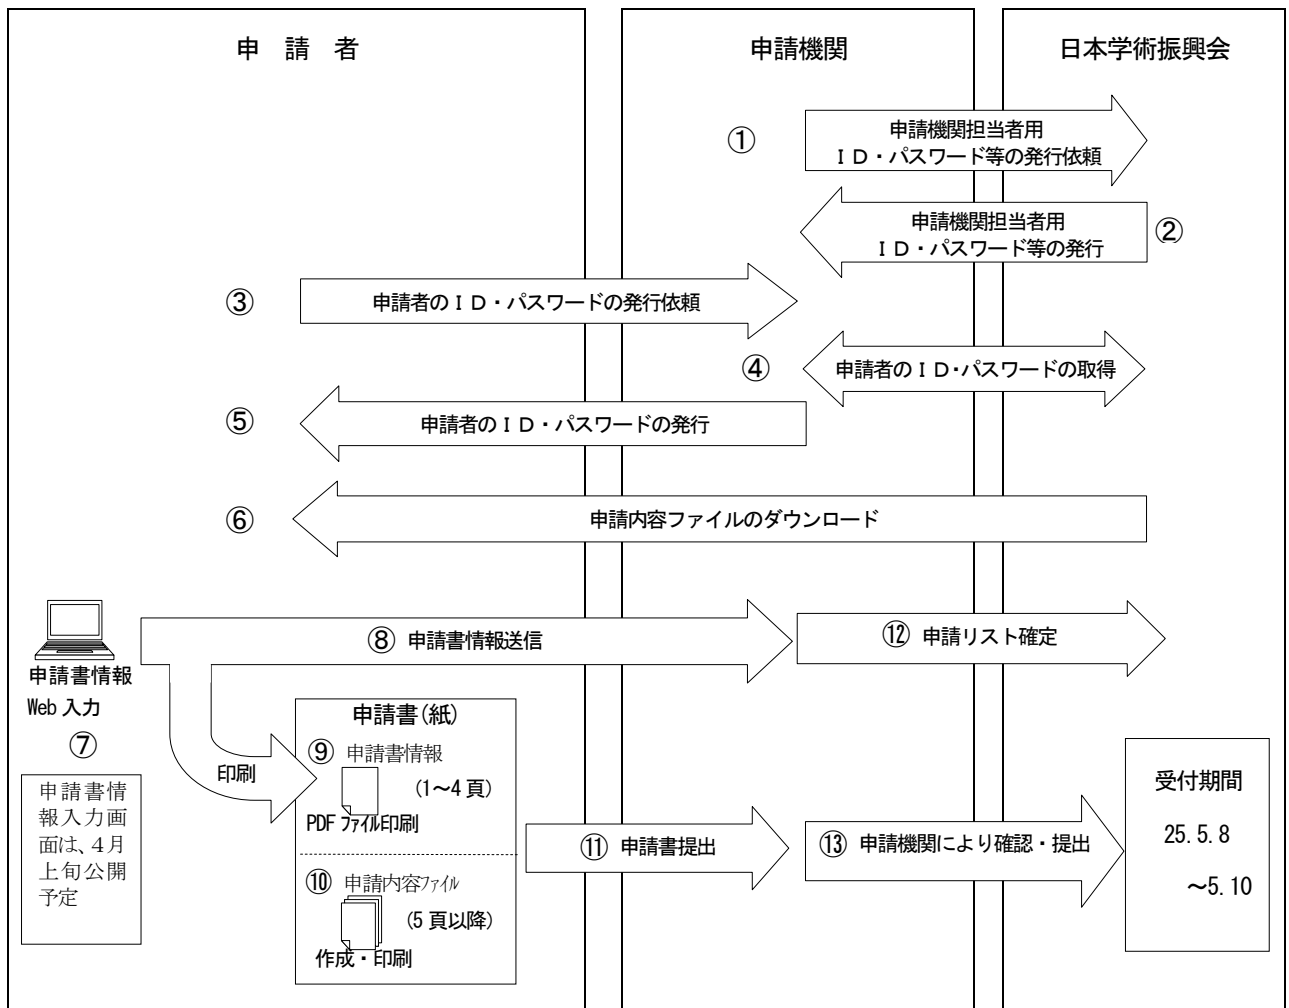 申 請 者
申請機関
日本学術振興会
①
申請機関担当者用
ＩＤ・パスワード等の発行依頼
申請機関担当者用
ＩＤ・パスワード等の発行
②
③
申請者のＩＤ・パスワードの発行依頼
④
申請者のＩＤ・パスワードの取得
⑤
申請者のＩＤ・パスワードの発行
⑥
申請内容ファイルのダウンロード
⑧ 申請書情報送信
⑫ 申請リスト確定
申請書情報
Web 入力
⑦
申請書情
報入力画
面は、４月
上旬公開
予定
印刷
申請書（紙）
⑨ 申請書情報
（1～4 頁）
PDF ファイル印刷
⑩ 申請内容ファイル
（5 頁以降）
作成・印刷
⑪ 申請書提出
⑬ 申請機関により確認・提出
受付期間
25.5.8
～5.10